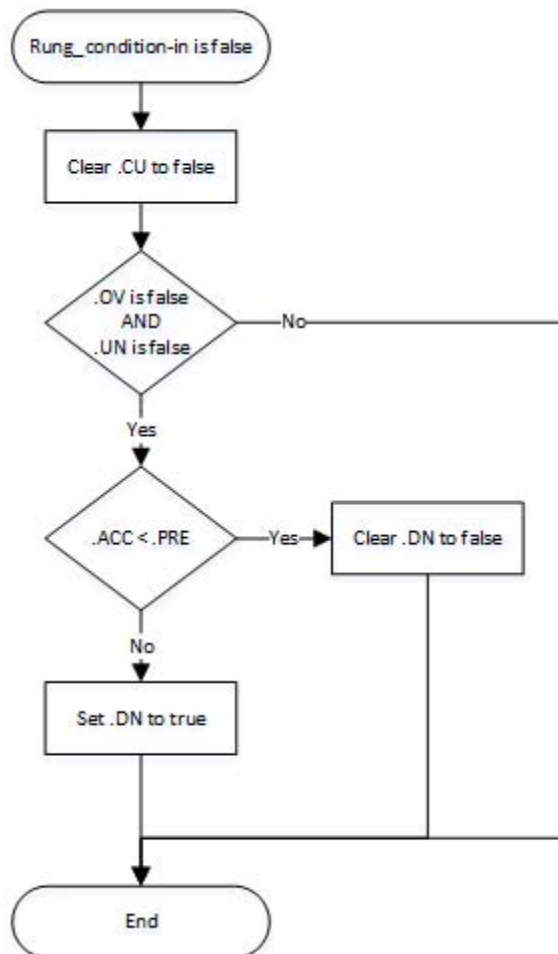 Rung_condition-in is false
Clear .CU to false
.OV is false
AND
.UN is false
No
Yes
.ACC < .PRE
Yes
Clear .DN to false
No
Set .DN to true
End